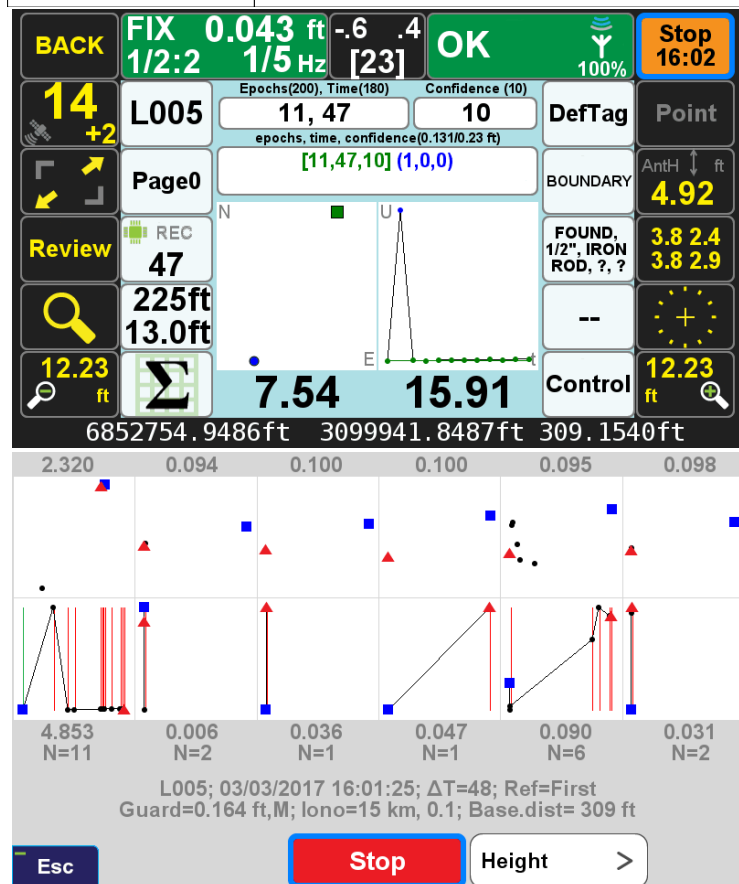 BACK
FIX 0.043 ft
1/2:2 1/5 Hz
-.6 .4
[23]
OK
100%
Stop
16:02
14
+2
L005
Epochs(200), Time(180)
11, 47
Confidence (10)
10
DefTag
Point
epochs, time, confidence(0.131/0.23 ft)
[11,47,10] (1,0,0)
Page0
BOUNDARY
AntH ft
4.92
Review
REC
47
N
U
FOUND,
1/2", IRON
ROD, ?, ?
3.8 2.4
3.8 2.9
225ft
13.0ft
--
E
t
12.23
ft
Σ
7.54
15.91
Control
12.23
ft
6852754.9486ft 3099941.8487ft 309.1540ft
2.320 0.094 0.100 0.100 0.095 0.098
4.853 0.006 0.036 0.047 0.090 0.031
N=11 N=2 N=1 N=1 N=6 N=2
L005; 03/03/2017 16:01:25; ΔT=48; Ref=First
Guard=0.164 ft,M; Iono=15 km, 0.1; Base.dist= 309 ft
Esc
Stop
Height >